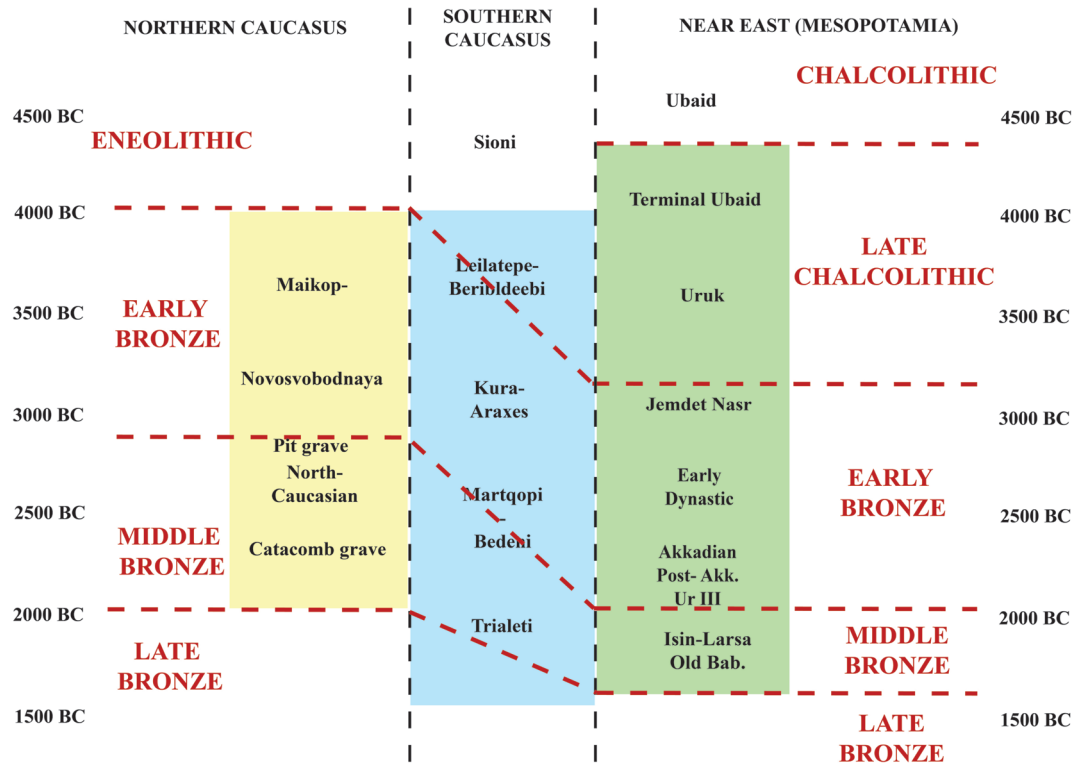 NORTHERN CAUCASUS
SOUTHERN
CAUCASUS
NEAR EAST (MESOPOTAMIA)
4500 BC
ENEOLITHIC
4000 BC
EARLY
BRONZE
3500 BC
3000 BC
2500 BC
MIDDLE
BRONZE
2000 BC
LATE
BRONZE
1500 BC
Maikop-
Novosvobodnaya
Pit grave
North-
Caucasian
Catacomb grave
Sioni
Leilatepe-
Beribldeebi
Kura-
Araxes
Martqopi
-
Bedeni
Trialeti
Ubaid
Terminal Ubaid
Uruk
Jemdet Nasr
Early
Dynastic
Akkadian
Post- Akk.
Ur III
Isin-Larsa
Old Bab.
CHALCOLITHIC
4500 BC
4000 BC
LATE
CHALCOLITHIC
3500 BC
3000 BC
EARLY
BRONZE
2500 BC
2000 BC
MIDDLE
BRONZE
1500 BC
LATE
BRONZE